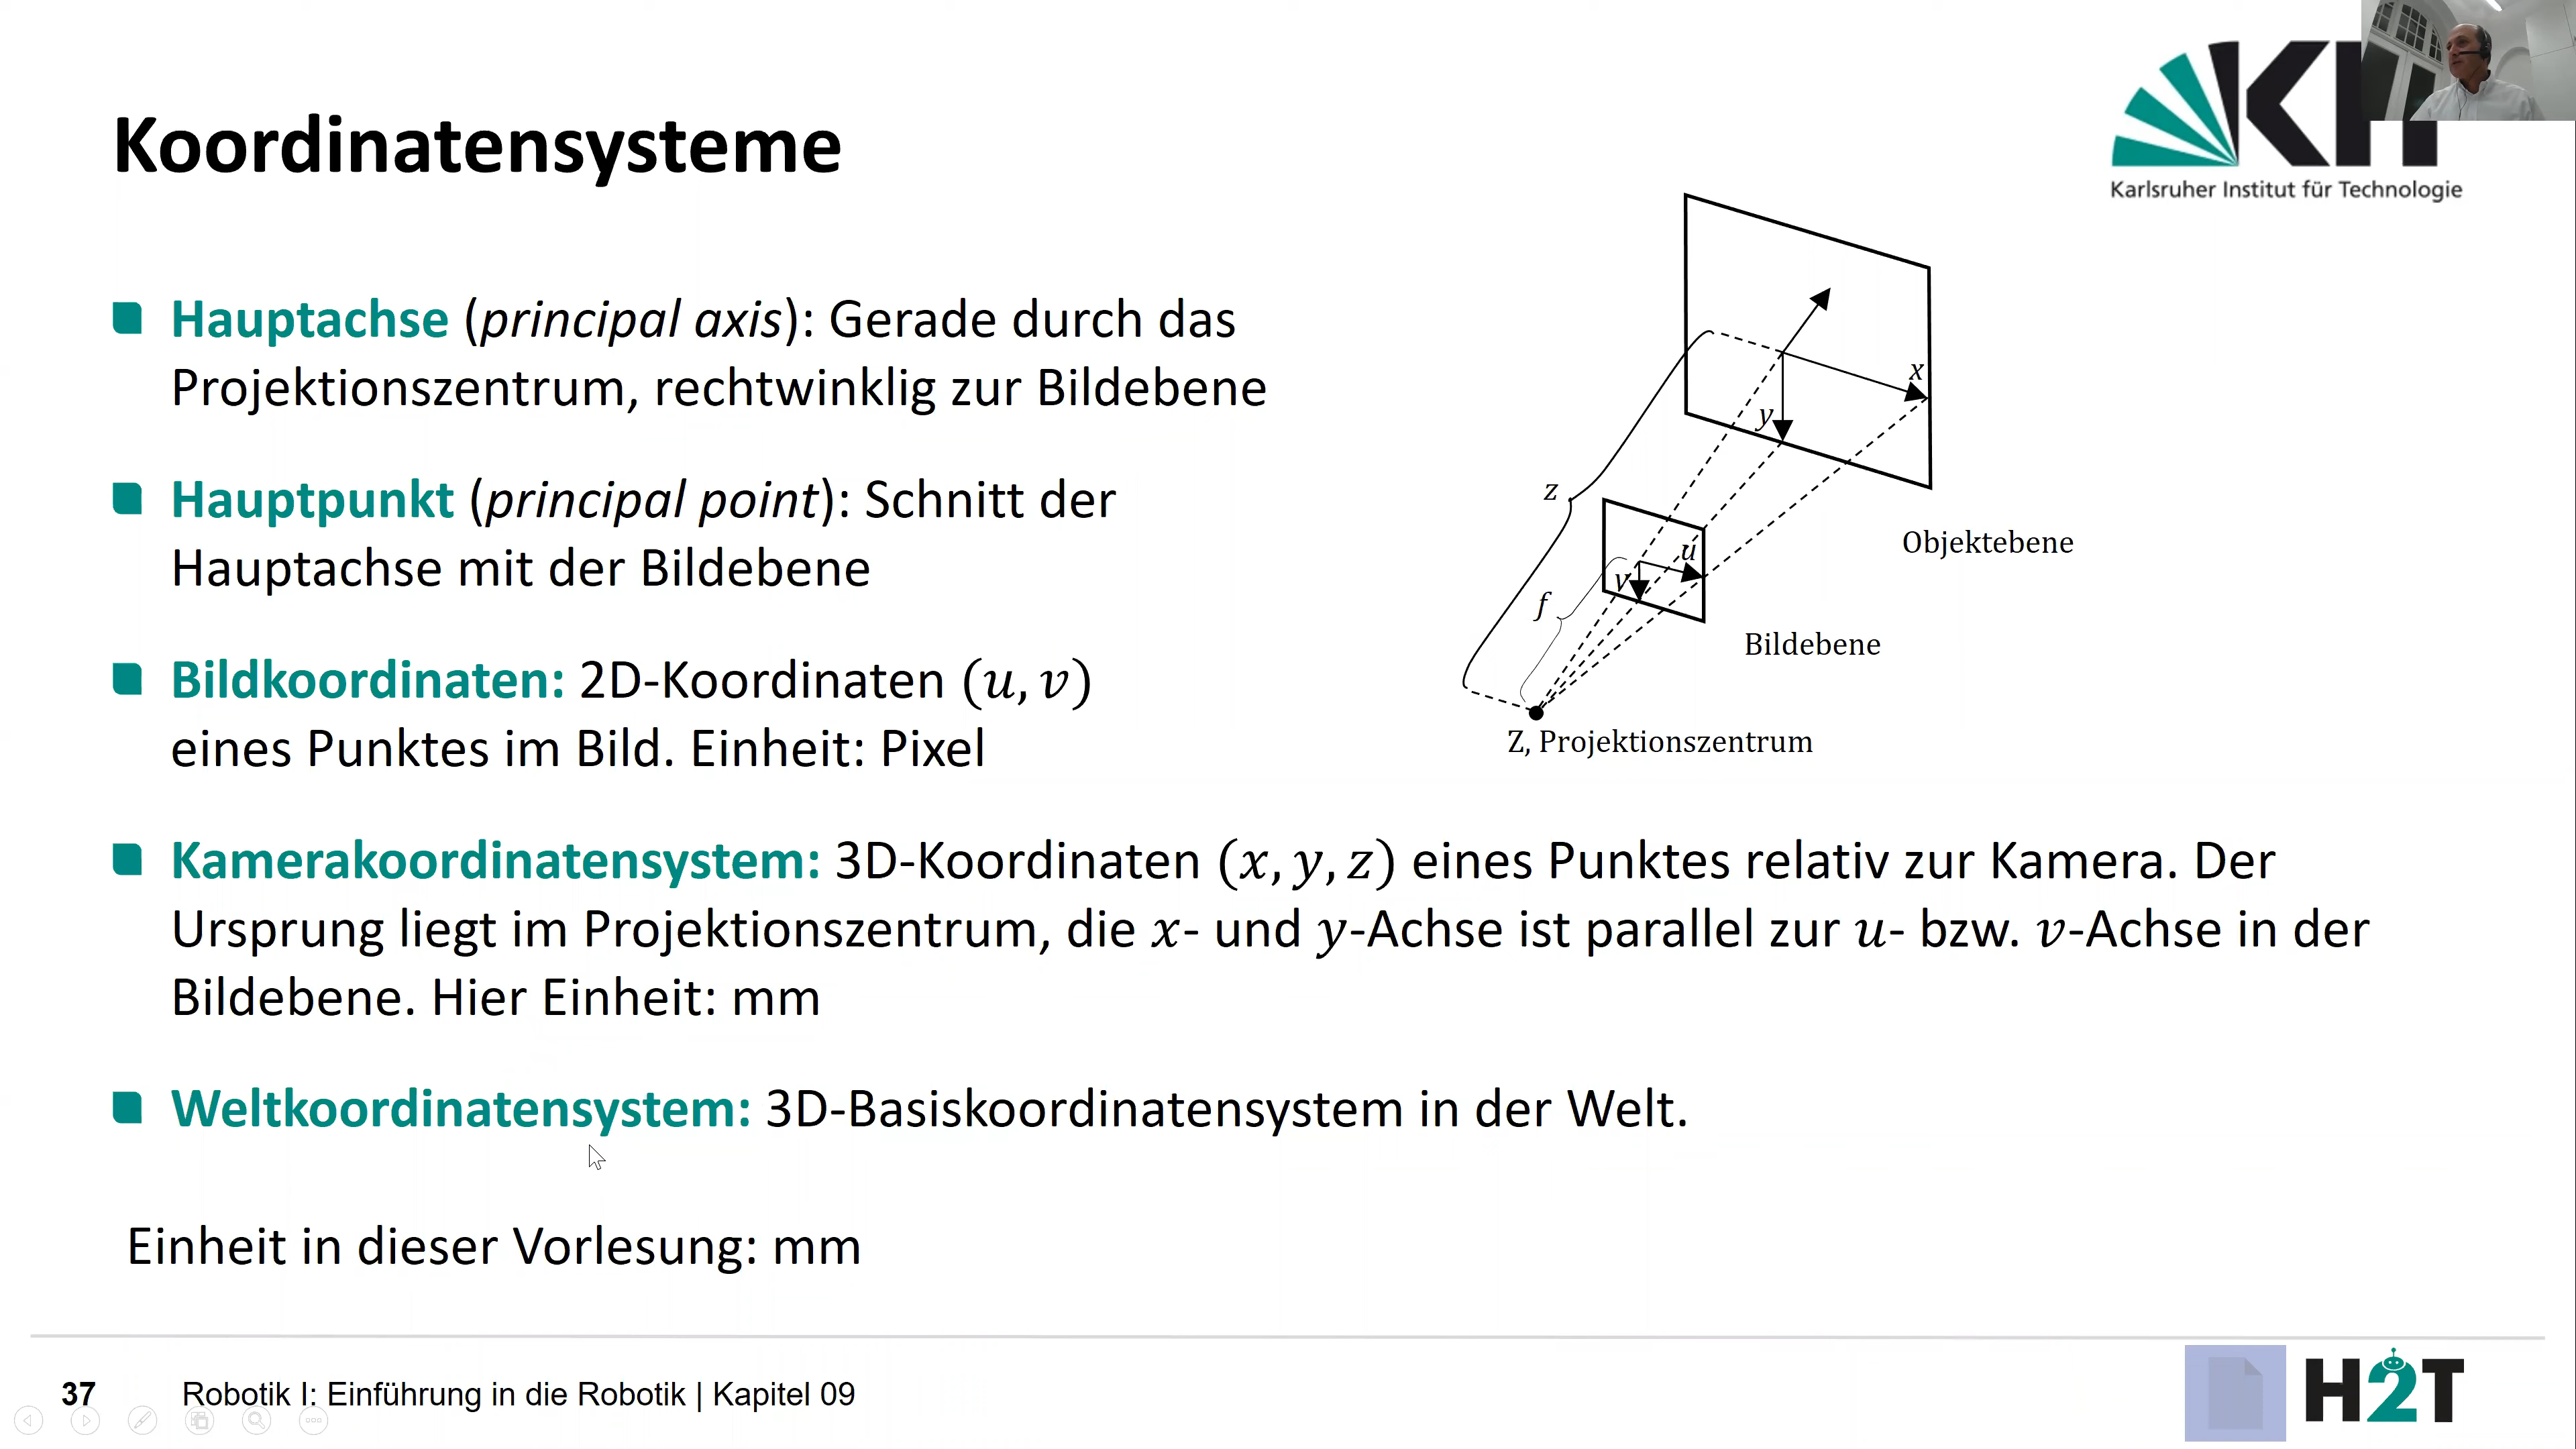 Koordinatensysteme
Karlsruher Institut für Technologie
Hauptachse (principal axis): Gerade durch das
Projektionszentrum, rechtwinklig zur Bildebene
Hauptpunkt (principal point): Schnitt der
Hauptachse mit der Bildebene
Bildkoordinaten: 2D-Koordinaten (u, v)
eines Punktes im Bild. Einheit: Pixel
x
y
z
Objektebene
u
v
f
Bildebene
Z, Projektionszentrum
Kamerakoordinatensystem: 3D-Koordinaten (x, y, z) eines Punktes relativ zur Kamera. Der
Ursprung liegt im Projektionszentrum, die x- und y-Achse ist parallel zur u- bzw. v-Achse in der
Bildebene. Hier Einheit: mm
Weltkoordinatensystem: 3D-Basiskoordinatensystem in der Welt.
Einheit in dieser Vorlesung: mm
37
Robotik I: Einführung in die Robotik | Kapitel 09
H2T